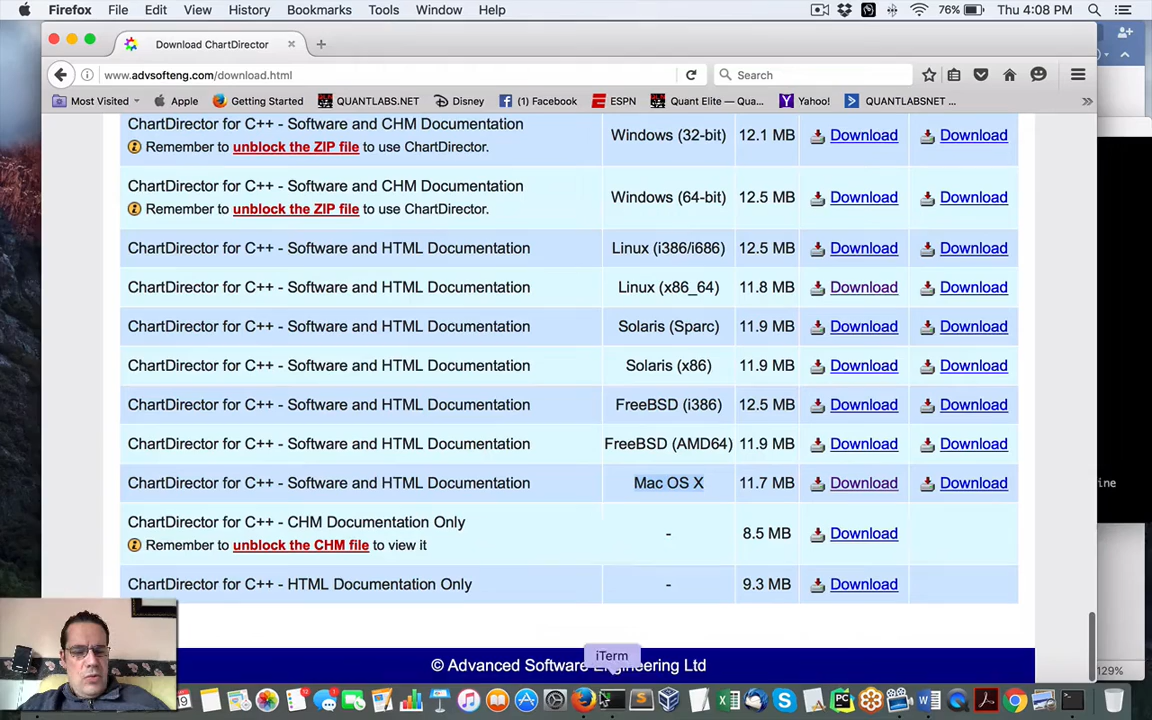 Firefox File Edit View History Bookmarks Tools Window Help 76% Thu 4:08 PM
Download ChartDirector
www.advsofteng.com/download.html Search
Most Visited Apple Getting Started QUANTLABS.NET Disney (1) Facebook ESPN Quant Elite — Qua... Yahoo! QUANTLABSNET ...
ChartDirector for C++ - Software and CHM Documentation Windows (32-bit) 12.1 MB Download Download
Remember to unblock the ZIP file to use ChartDirector.
ChartDirector for C++ - Software and CHM Documentation Windows (64-bit) 12.5 MB Download Download
Remember to unblock the ZIP file to use ChartDirector.
ChartDirector for C++ - Software and HTML Documentation Linux (i386/i686) 12.5 MB Download Download
ChartDirector for C++ - Software and HTML Documentation Linux (x86_64) 11.8 MB Download Download
ChartDirector for C++ - Software and HTML Documentation Solaris (Sparc) 11.9 MB Download Download
ChartDirector for C++ - Software and HTML Documentation Solaris (x86) 11.9 MB Download Download
ChartDirector for C++ - Software and HTML Documentation FreeBSD (i386) 12.5 MB Download Download
ChartDirector for C++ - Software and HTML Documentation FreeBSD (AMD64) 11.9 MB Download Download
ChartDirector for C++ - Software and HTML Documentation Mac OS X 11.7 MB Download Download
ine
ChartDirector for C++ - CHM Documentation Only - 8.5 MB Download
Remember to unblock the CHM file to view it
ChartDirector for C++ - HTML Documentation Only - 9.3 MB Download
iTerm
© Advanced Software Engineering Ltd
129%